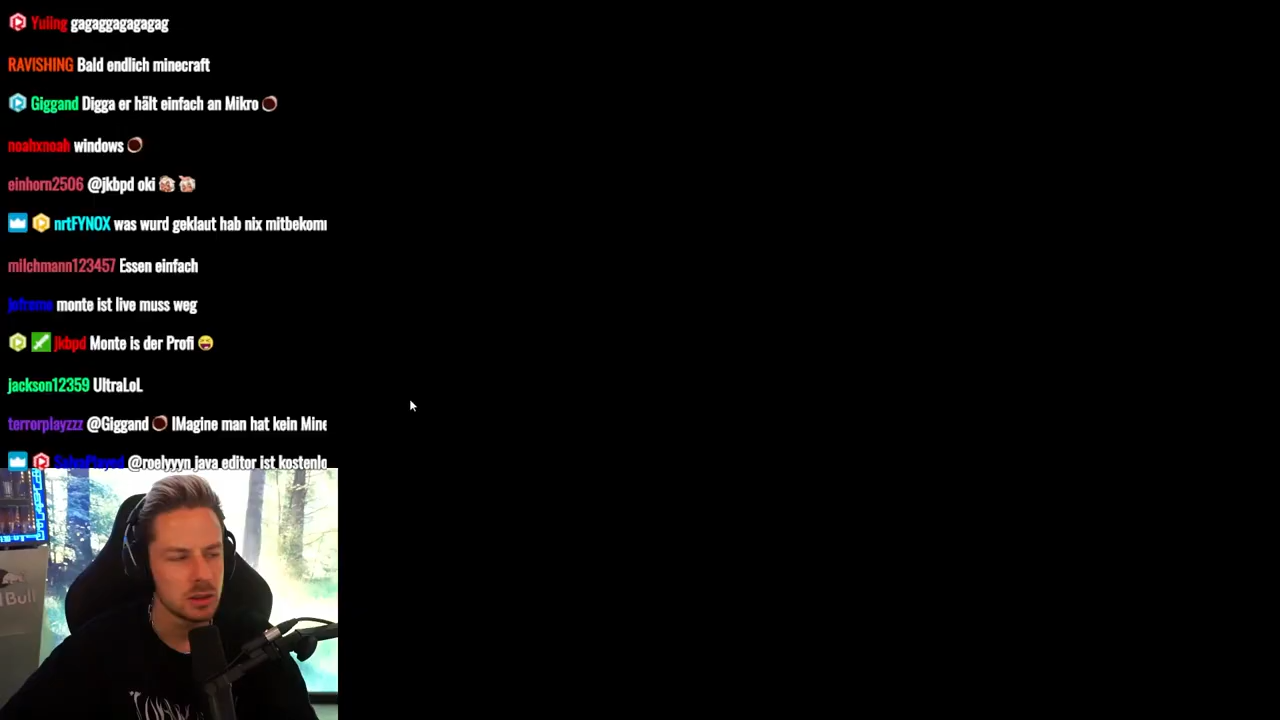 Yuling gagaggagagagag
RAVISHING Bald endlich minecraft
Giggand Digga er hält einfach an Mikro
noahxnoah windows
einhorn2506 @jkbpd oki
nrtFYNOX was wurd geklaut hab nix mitbekomm
milchmann123457 Essen einfach
monte ist live muss weg
jkbpd Monte is der Profi
jackson12359 UltraLoL
terrorplayzzz @Giggand IMagine man hat kein Mine
@roelyyyn java editor ist kostenlo
Bull